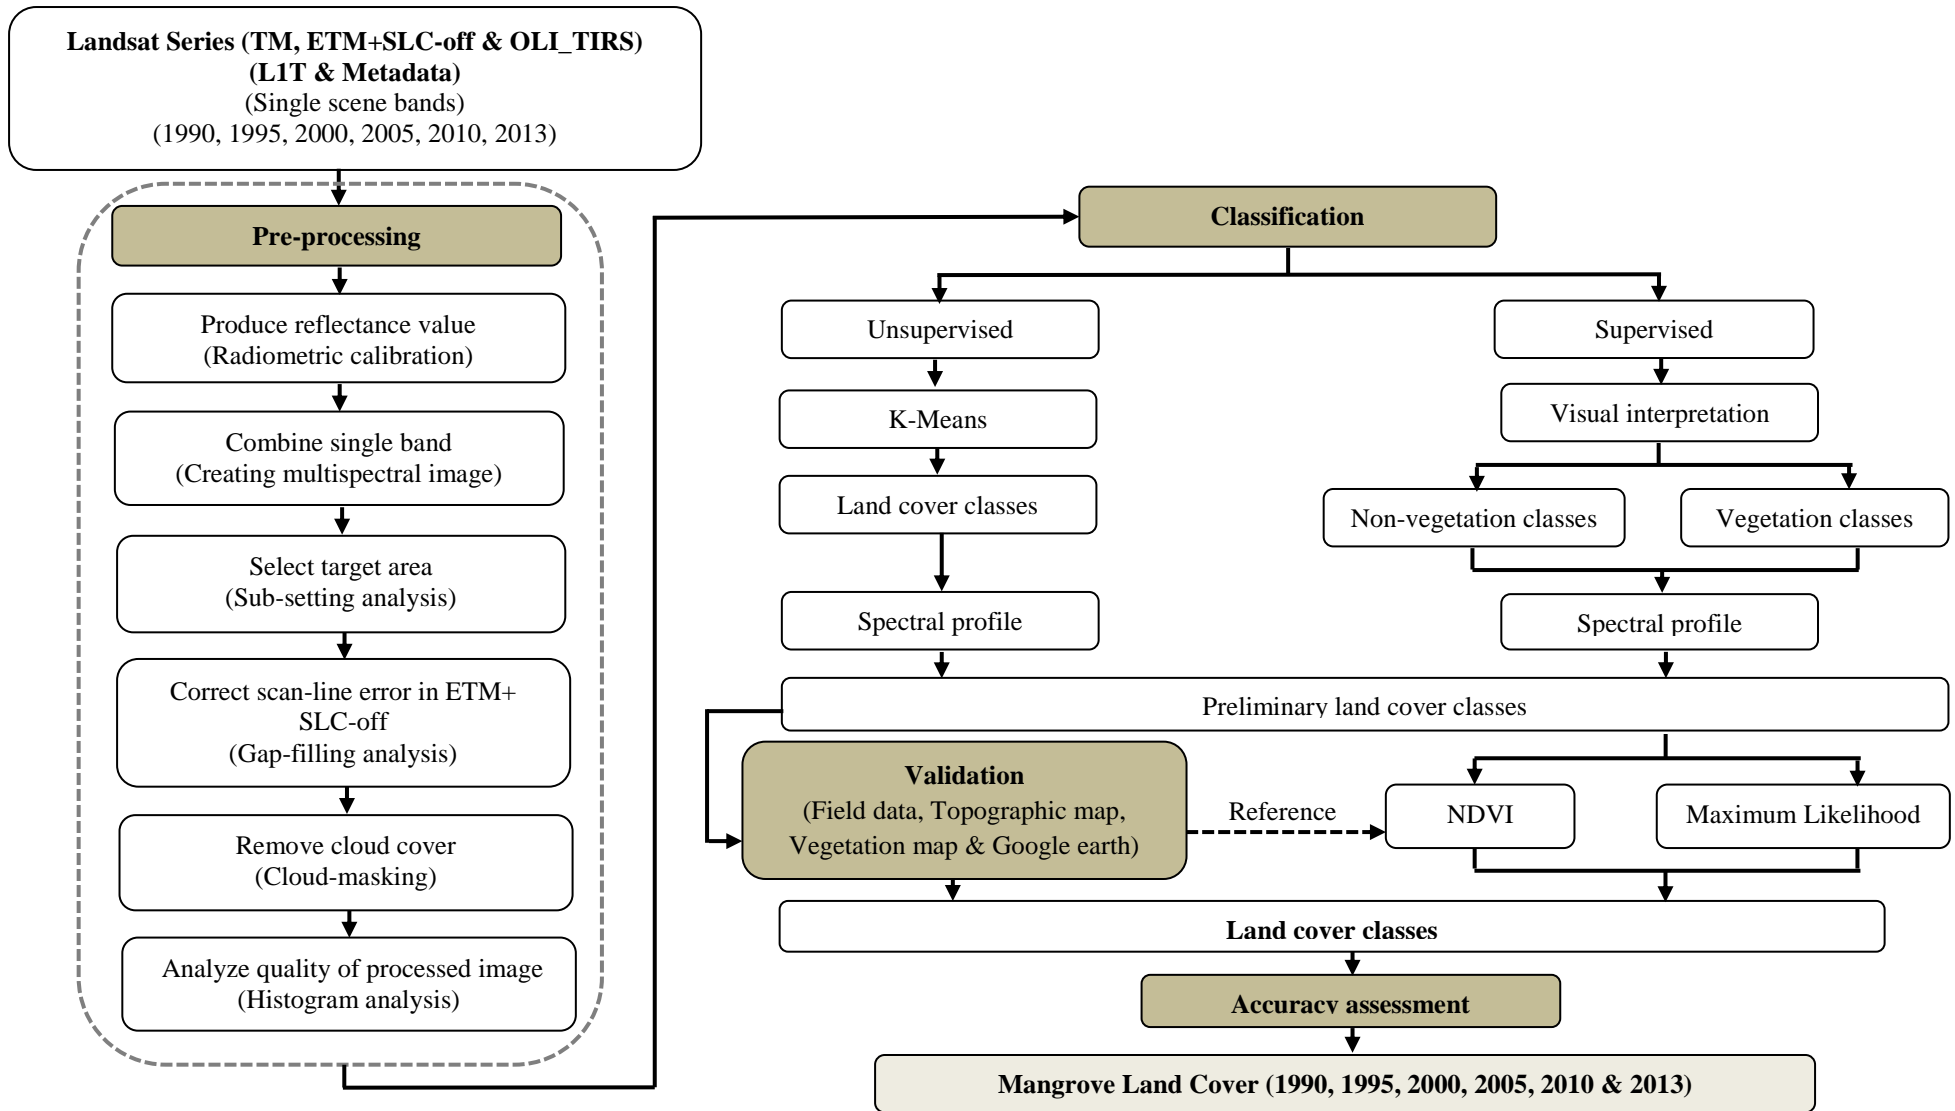 Landsat Series (TM, ETM+SLC-off & OLI_TIRS)
(L1T & Metadata)
(Single scene bands)
(1990, 1995, 2000, 2005, 2010, 2013)
Pre-processing
Produce reflectance value
(Radiometric calibration)
Combine single band
(Creating multispectral image)
Select target area
(Sub-setting analysis)
Correct scan-line error in ETM+
SLC-off
(Gap-filling analysis)
Remove cloud cover
(Cloud-masking)
Analyze quality of processed image
(Histogram analysis)
Classification
Unsupervised
Supervised
K-Means
Visual interpretation
Land cover classes
Non-vegetation classes
Vegetation classes
Spectral profile
Spectral profile
Preliminary land cover classes
Validation
(Field data, Topographic map,
Vegetation map & Google earth)
Reference
NDVI
Maximum Likelihood
Land cover classes
Accuracy assessment
Mangrove Land Cover (1990, 1995, 2000, 2005, 2010 & 2013)